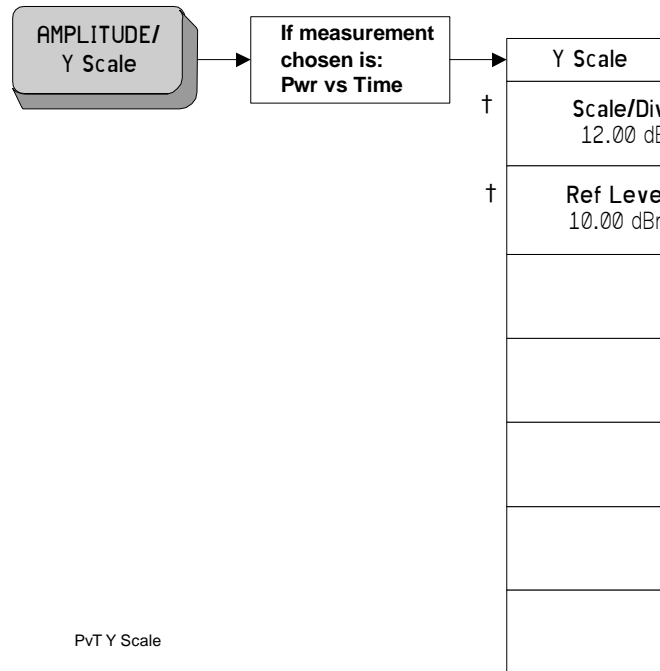 AMPLITUDE/
Y Scale
If measurement
chosen is:
Pwr vs Time
Y Scale
†
Scale/Div
12.00 dB
†
Ref Leve
10.00 dBm
PvT Y Scale